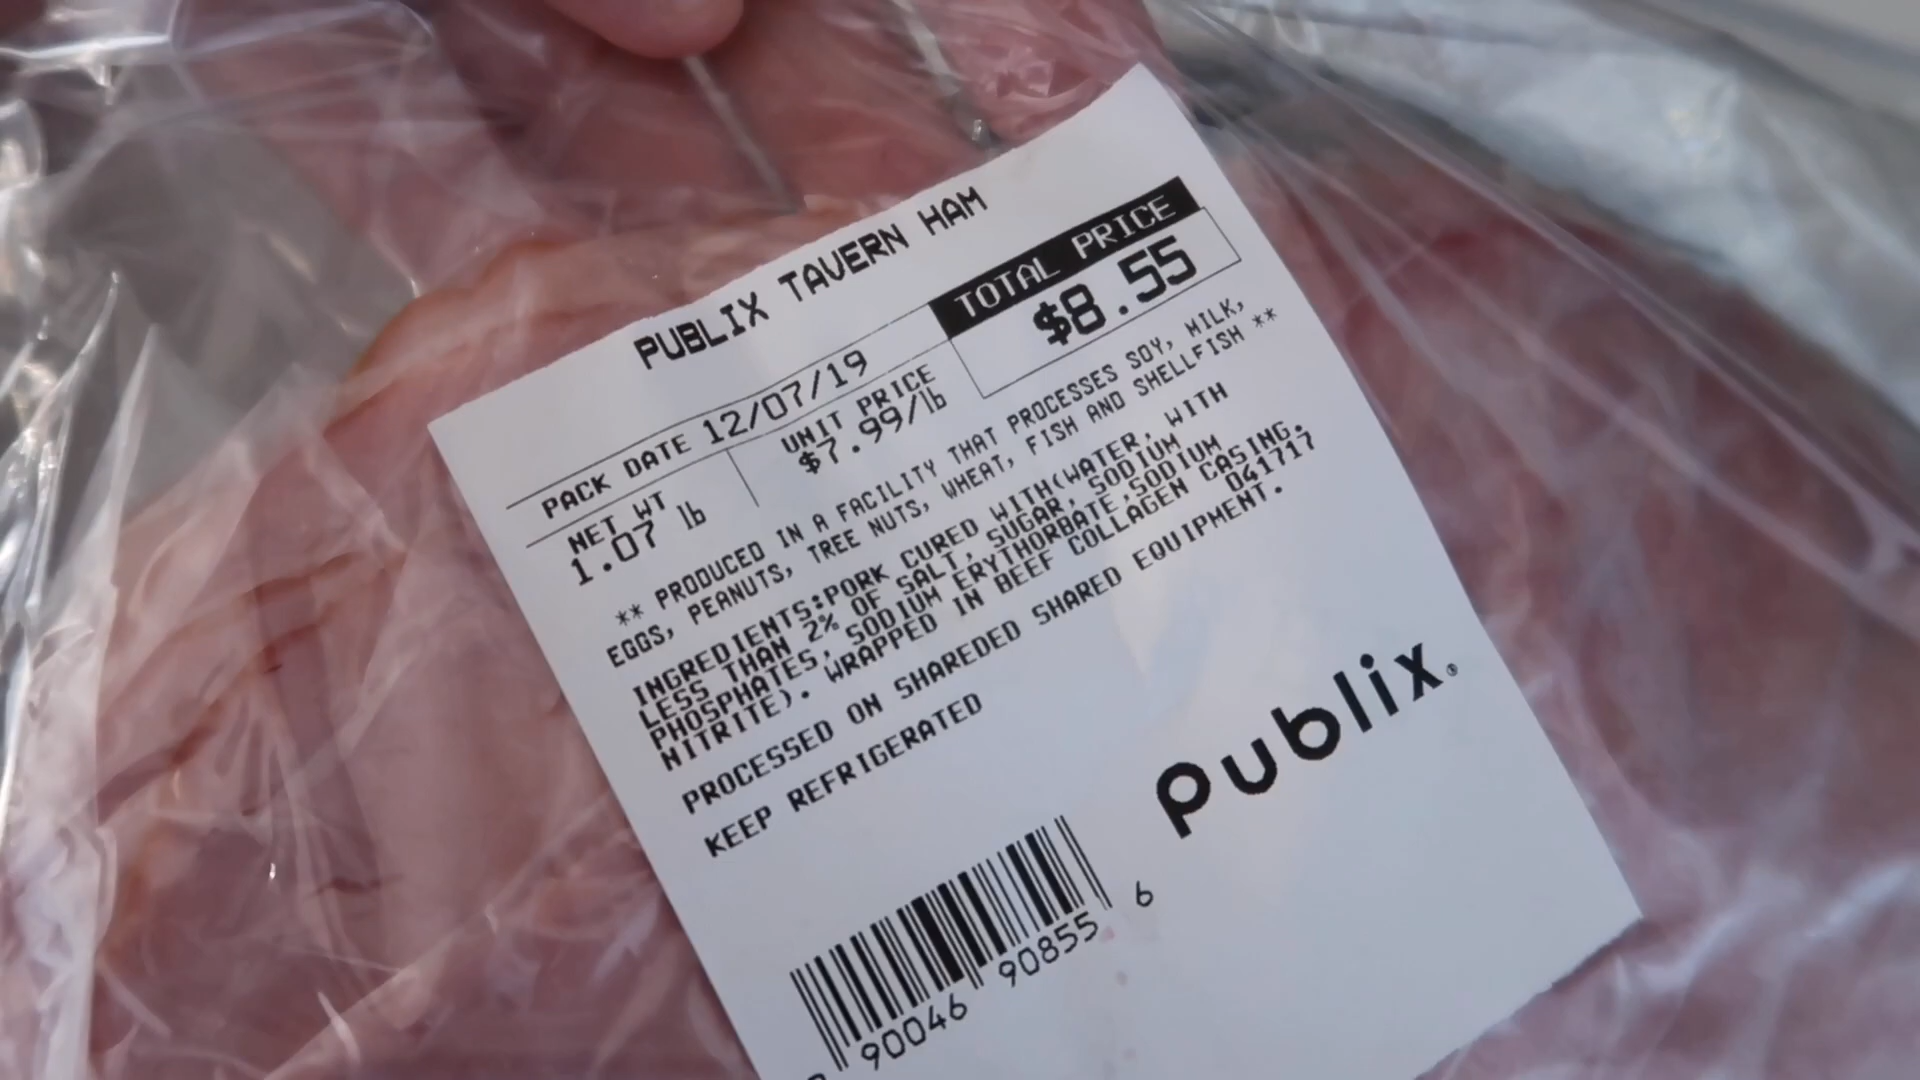 PUBLIX TAVERN HAM
PACK DATE 12/07/19
TOTAL PRICE
$8.55
NET WT
1.07 lb
UNIT PRICE
$7.99/lb
** PRODUCED IN A FACILITY THAT PROCESSES SOY, MILK,
EGGS, PEANUTS, TREE NUTS, WHEAT, FISH AND SHELLFISH **
INGREDIENTS:PORK CURED WITH(WATER, WITH
LESS THAN 2% OF SALT, SUGAR, SODIUM
PHOSPHATES, SODIUM ERYTHORBATE,SODIUM
NITRITE). WRAPPED IN BEEF COLLAGEN CASING.
041717
PROCESSED ON SHAREDED SHARED EQUIPMENT.
KEEP REFRIGERATED
Publix®
90046 90855 6